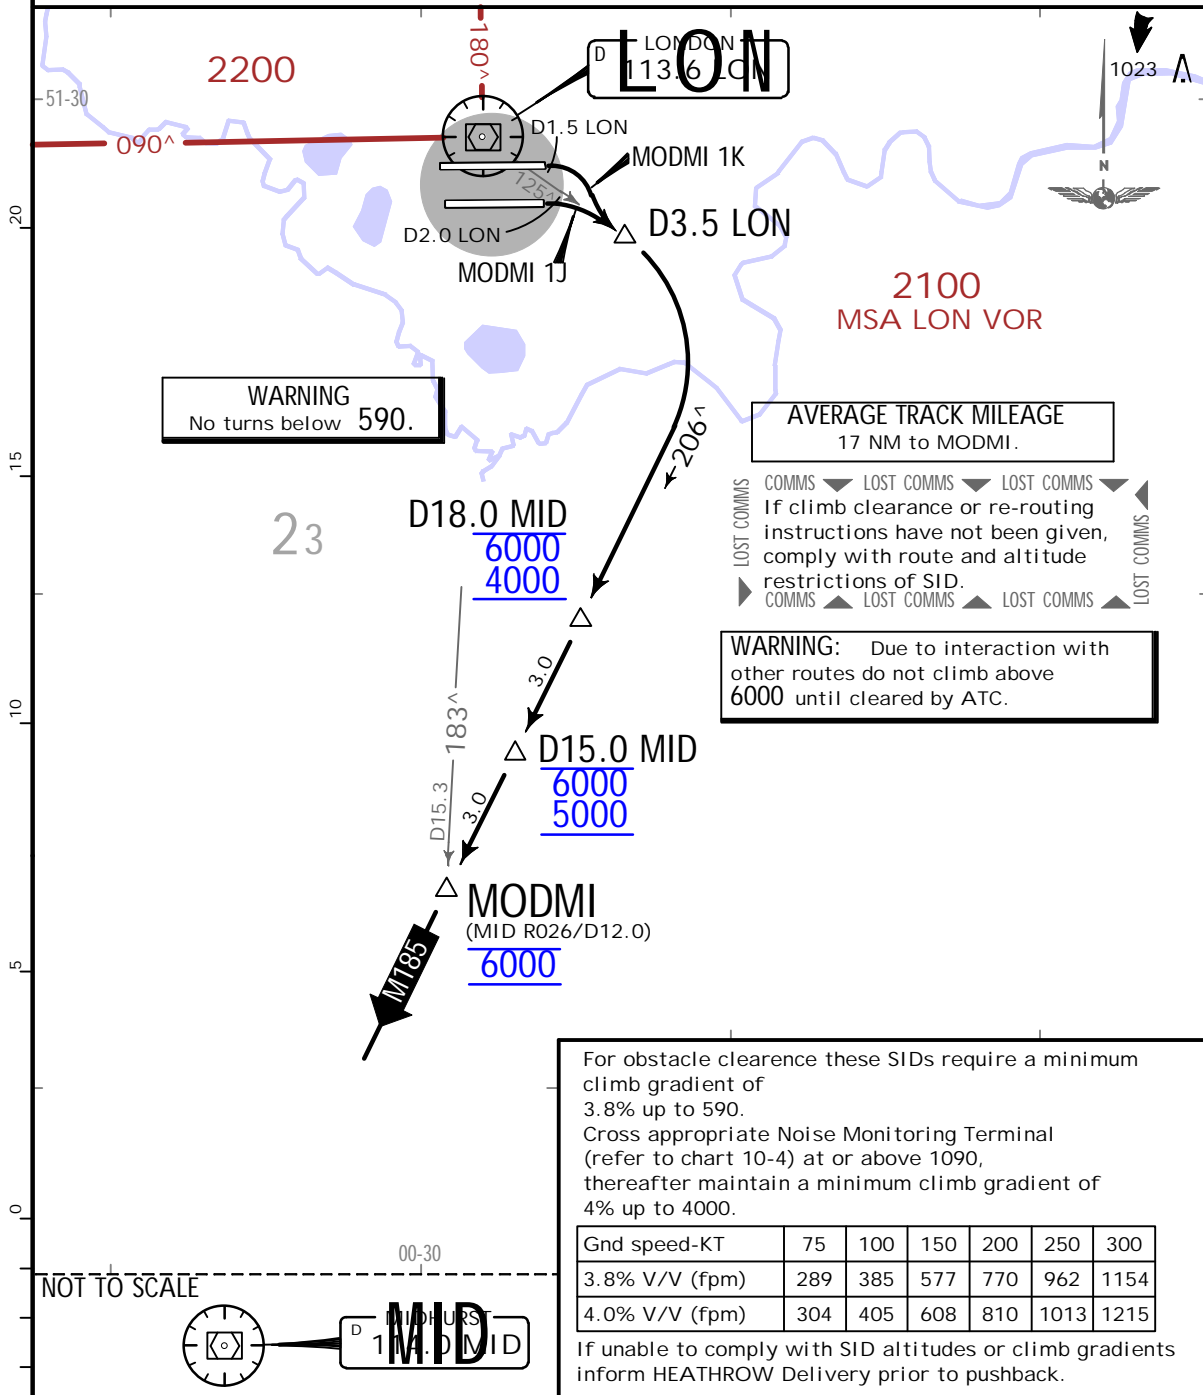 LONDON
D 113.6 LON
LON
180^
2200
1023
51-30
D1.5 LON
090^
MODMI 1K
N
125^
20
D3.5 LON
D2.0 LON
MODMI 1J
2100
MSA LON VOR
WARNING
No turns below 590.
AVERAGE TRACK MILEAGE
17 NM to MODMI.
206^
15
COMMS LOST COMMS LOST COMMS
LOST COMMS
If climb clearance or re-routing
instructions have not been given,
comply with route and altitude
restrictions of SID.
LOST COMMS
COMMS LOST COMMS LOST COMMS
D18.0 MID
6000
4000
23
WARNING: Due to interaction with
other routes do not climb above
6000 until cleared by ATC.
3.0
10
183^
D15.0 MID
6000
5000
D15.3
3.0
MODMI
(MID R026/D12.0)
6000
M185
5
For obstacle clearence these SIDs require a minimum
climb gradient of
3.8% up to 590.
Cross appropriate Noise Monitoring Terminal
(refer to chart 10-4) at or above 1090,
thereafter maintain a minimum climb gradient of
4% up to 4000.
0
Gnd speed-KT 75 100 150 200 250 300
3.8% V/V (fpm) 289 385 577 770 962 1154
4.0% V/V (fpm) 304 405 608 810 1013 1215
If unable to comply with SID altitudes or climb gradients
inform HEATHROW Delivery prior to pushback.
00-30
NOT TO SCALE
MIDHURST
D 114.0 MID
MID